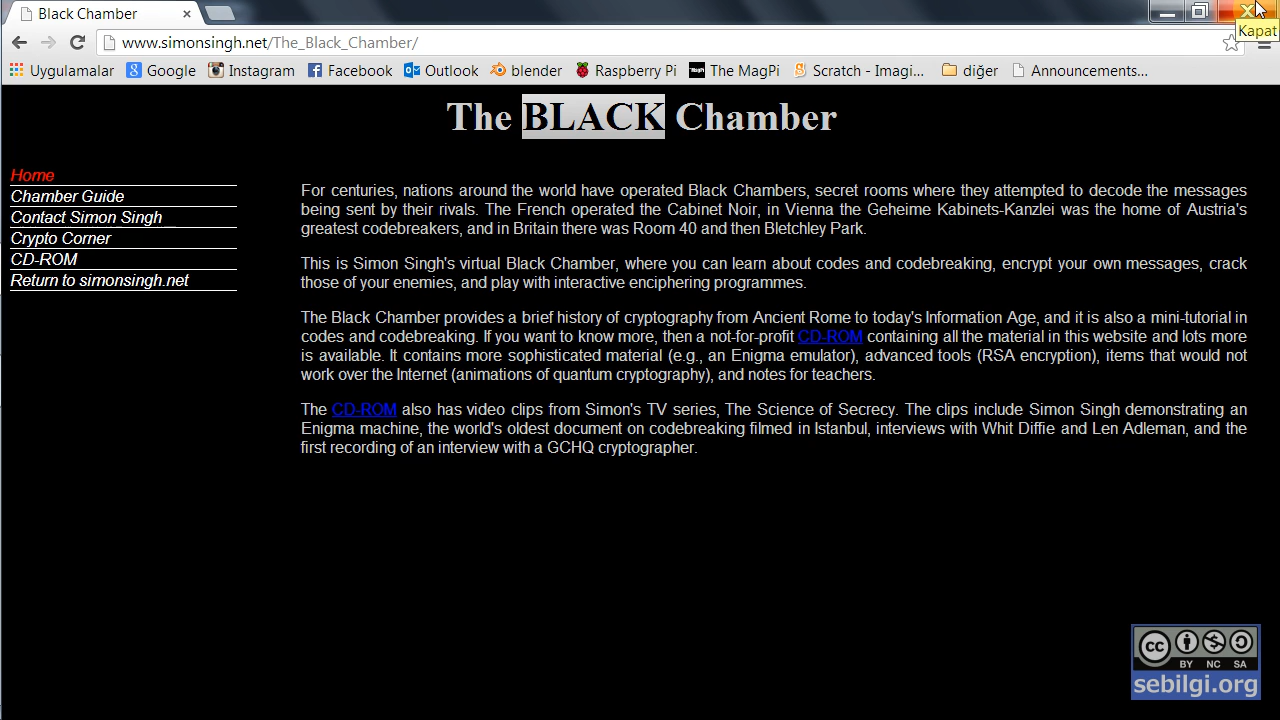 Black Chamber
www.simonsingh.net/The_Black_Chamber/
Kapat
Uygulamalar Google Instagram Facebook Outlook blender Raspberry Pi The MagPi Scratch - Imagi... diğer Announcements...
The BLACK Chamber
Home
Chamber Guide
Contact Simon Singh
Crypto Corner
CD-ROM
Return to simonsingh.net
For centuries, nations around the world have operated Black Chambers, secret rooms where they attempted to decode the messages
being sent by their rivals. The French operated the Cabinet Noir, in Vienna the Geheime Kabinets-Kanzlei was the home of Austria's
greatest codebreakers, and in Britain there was Room 40 and then Bletchley Park.
This is Simon Singh's virtual Black Chamber, where you can learn about codes and codebreaking, encrypt your own messages, crack
those of your enemies, and play with interactive enciphering programmes.
The Black Chamber provides a brief history of cryptography from Ancient Rome to today's Information Age, and it is also a mini-tutorial in
codes and codebreaking. If you want to know more, then a not-for-profit CD-ROM containing all the material in this website and lots more
is available. It contains more sophisticated material (e.g., an Enigma emulator), advanced tools (RSA encryption), items that would not
work over the Internet (animations of quantum cryptography), and notes for teachers.
The CD-ROM also has video clips from Simon's TV series, The Science of Secrecy. The clips include Simon Singh demonstrating an
Enigma machine, the world's oldest document on codebreaking filmed in Istanbul, interviews with Whit Diffie and Len Adleman, and the
first recording of an interview with a GCHQ cryptographer.
cc
BY NC SA
sebilgi.org